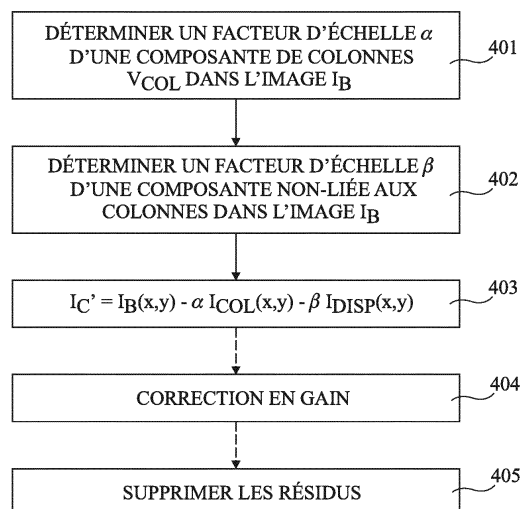 DÉTERMINER UN FACTEUR D'ÉCHELLE α
D'UNE COMPOSANTE DE COLONNES
VCOL DANS L'IMAGE IB
401
DÉTERMINER UN FACTEUR D'ÉCHELLE β
D'UNE COMPOSANTE NON-LIÉE AUX
COLONNES DANS L'IMAGE IB
402
IC' = IB(x,y) - α ICOL(x,y) - β IDISP(x,y)
403
CORRECTION EN GAIN
404
SUPPRIMER LES RÉSIDUS
405